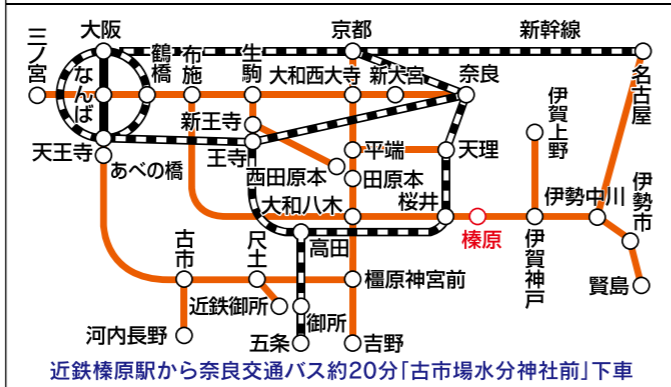 大阪
京都
新幹線
三ノ宮
なんば
鶴橋
布施
生駒
大和西大寺
新大宮
奈良
名古屋
新王寺
天王寺
王寺
あべの橋
西田原本
平端
田原本
天理
伊賀上野
大和八木
桜井
榛原
伊賀神戸
伊勢中川
伊勢市
賢島
高田
古市
尺土
橿原神宮前
近鉄御所
御所
河内長野
五条
吉野
近鉄榛原駅から奈良交通バス約20分「古市場水分神社前」下車